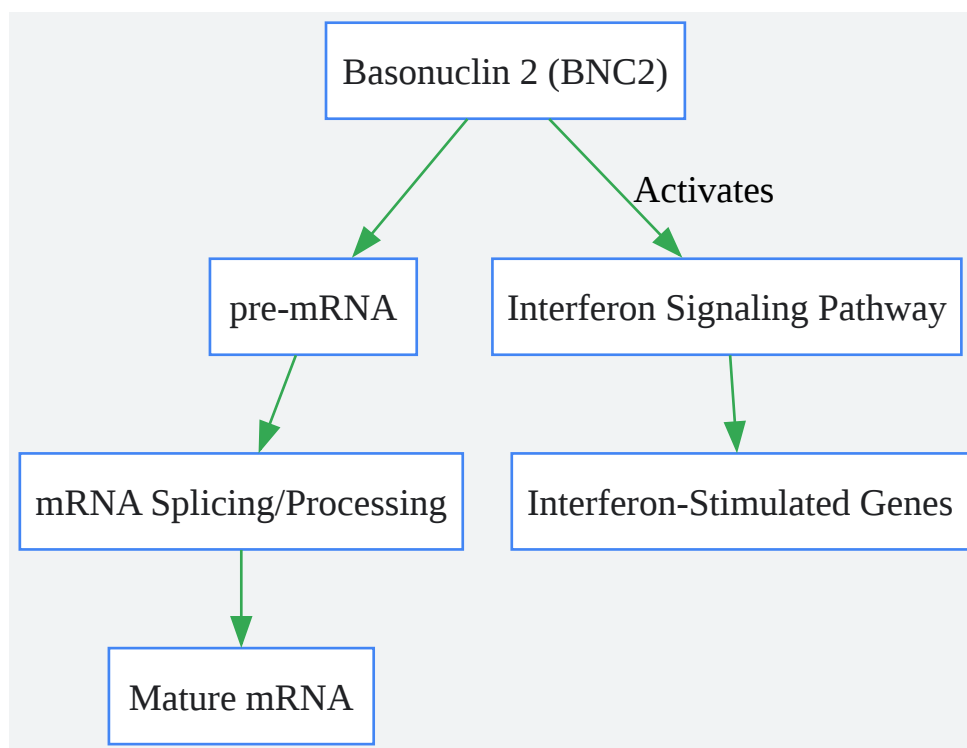 Basonuclin 2 (BNC2)
Activates
pre-mRNA
Interferon Signaling Pathway
mRNA Splicing/Processing
Interferon-Stimulated Genes
Mature mRNA